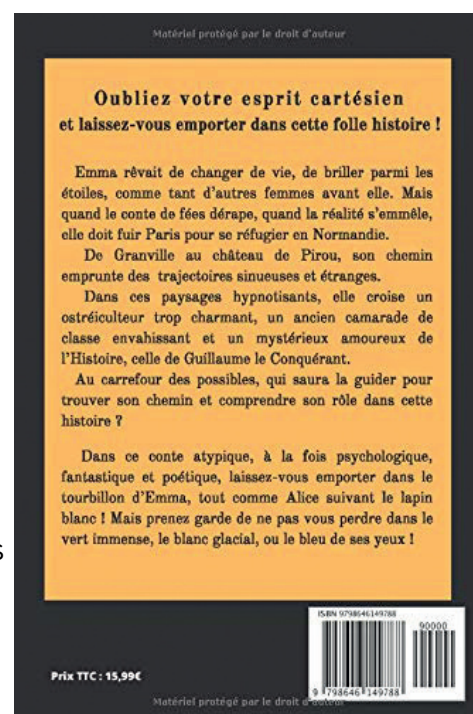 Matériel protégé par le droit d'auteur
Oubliez votre esprit cartésien
et laissez-vous emporter dans cette folle histoire !
Emma rêvait de changer de vie, de briller parmi les
étoiles, comme tant d'autres femmes avant elle. Mais
quand le conte de fées dérape, quand la réalité s'emmêle,
elle doit fuir Paris pour se réfugier en Normandie.
De Granville au château de Pirou, son chemin
emprunte des trajectoires sinueuses et étranges.
Dans ces paysages hypnotisants, elle croise un
ostréiculteur trop charmant, un ancien camarade de
classe envahissant et un mystérieux amoureux de
l'Histoire, celle de Guillaume le Conquérant.
Au carrefour des possibles, qui saura la guider pour
trouver son chemin et comprendre son rôle dans cette
histoire ?
Dans ce conte atypique, à la fois psychologique,
fantastique et poétique, laissez-vous emporter dans le
tourbillon d'Emma, tout comme Alice suivant le lapin
blanc ! Mais prenez garde de ne pas vous perdre dans le
vert immense, le blanc glacial, ou le bleu de ses yeux !
s
ISBN 9798646149788
90000
9 798646 149788
Prix TTC : 15,99€
Matériel protégé par le droit d'auteur